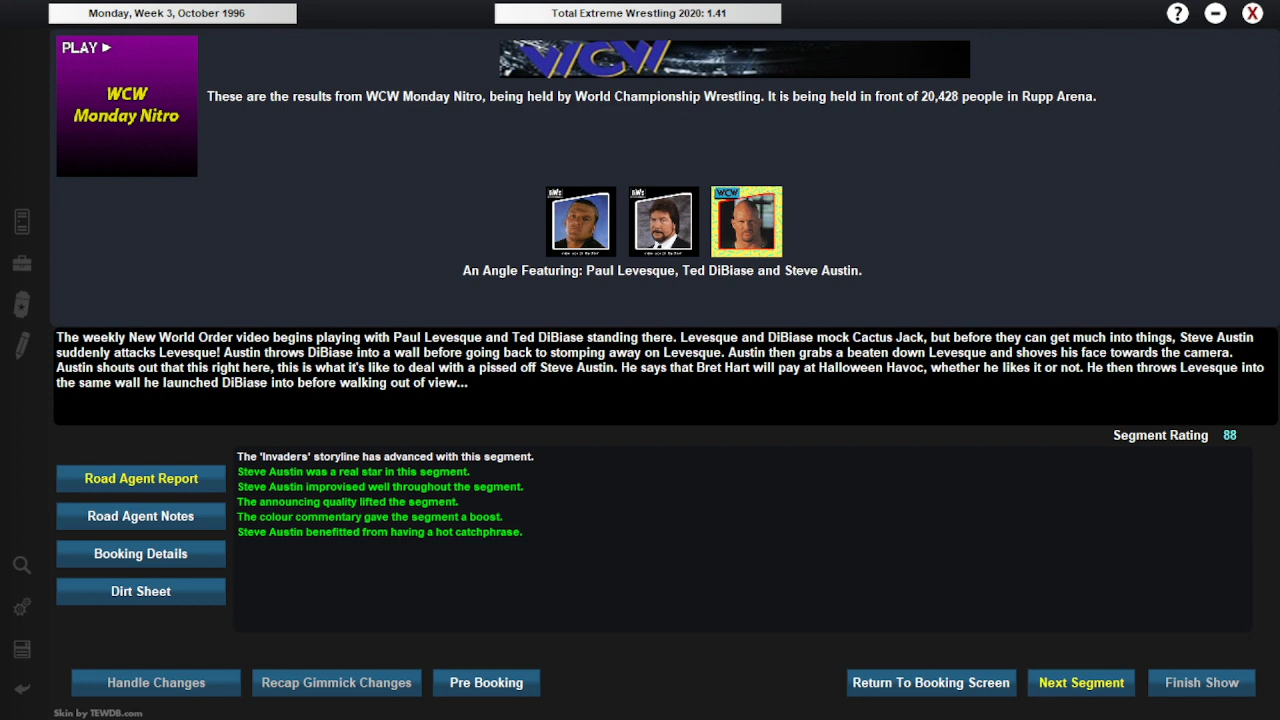 Monday, Week 3, October 1996
Total Extreme Wrestling 2020: 1.41
?
X
PLAY
WCW
WCW
Monday Nitro
These are the results from WCW Monday Nitro, being held by World Championship Wrestling. It is being held in front of 20,428 people in Rupp Arena.
WCW
An Angle Featuring: Paul Levesque, Ted DiBiase and Steve Austin.
The weekly New World Order video begins playing with Paul Levesque and Ted DiBiase standing there. Levesque and DiBiase mock Cactus Jack, but before they can get much into things, Steve Austin
suddenly attacks Levesque! Austin throws DiBiase into a wall before going back to stomping away on Levesque. Austin then grabs a beaten down Levesque and shoves his face towards the camera.
Austin shouts out that this right here, this is what it's like to deal with a pissed off Steve Austin. He says that Bret Hart will pay at Halloween Havoc, whether he likes it or not. He then throws Levesque into
the same wall he launched DiBiase into before walking out of view...
Segment Rating 88
The 'Invaders' storyline has advanced with this segment.
Steve Austin was a real star in this segment.
Steve Austin improvised well throughout the segment.
The announcing quality lifted the segment.
The colour commentary gave the segment a boost.
Steve Austin benefitted from having a hot catchphrase.
Road Agent Report
Road Agent Notes
Booking Details
Dirt Sheet
Handle Changes
Recap Gimmick Changes
Pre Booking
Return To Booking Screen
Next Segment
Finish Show
Skin by TEWDB.com